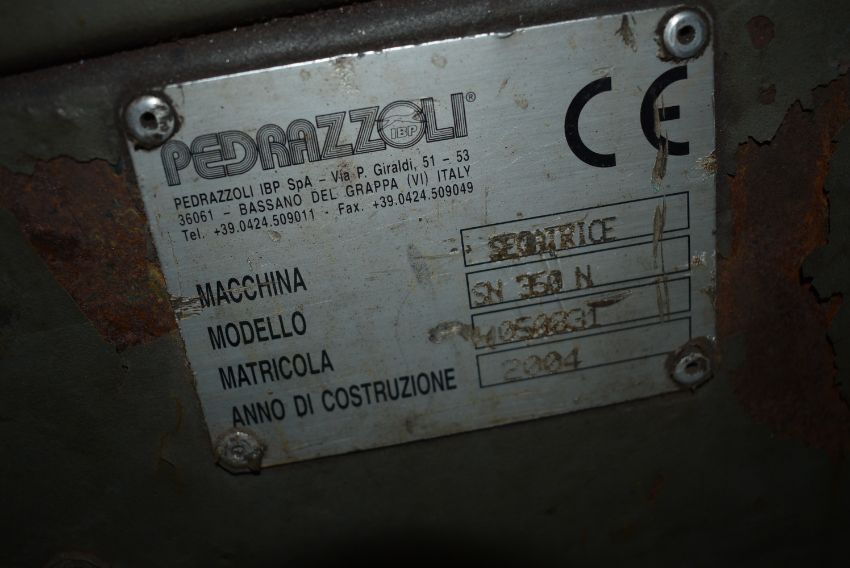 PEDRAZZOLI®
IBP
CE
PEDRAZZOLI IBP SpA - Via P. Giraldi, 51 - 53
36061 - BASSANO DEL GRAPPA (VI) ITALY
Tel. +39.0424.509011 - Fax. +39.0424.509049
MACCHINA SEGATRICE
MODELLO SN 350 N
MATRICOLA
ANNO DI COSTRUZIONE 2004